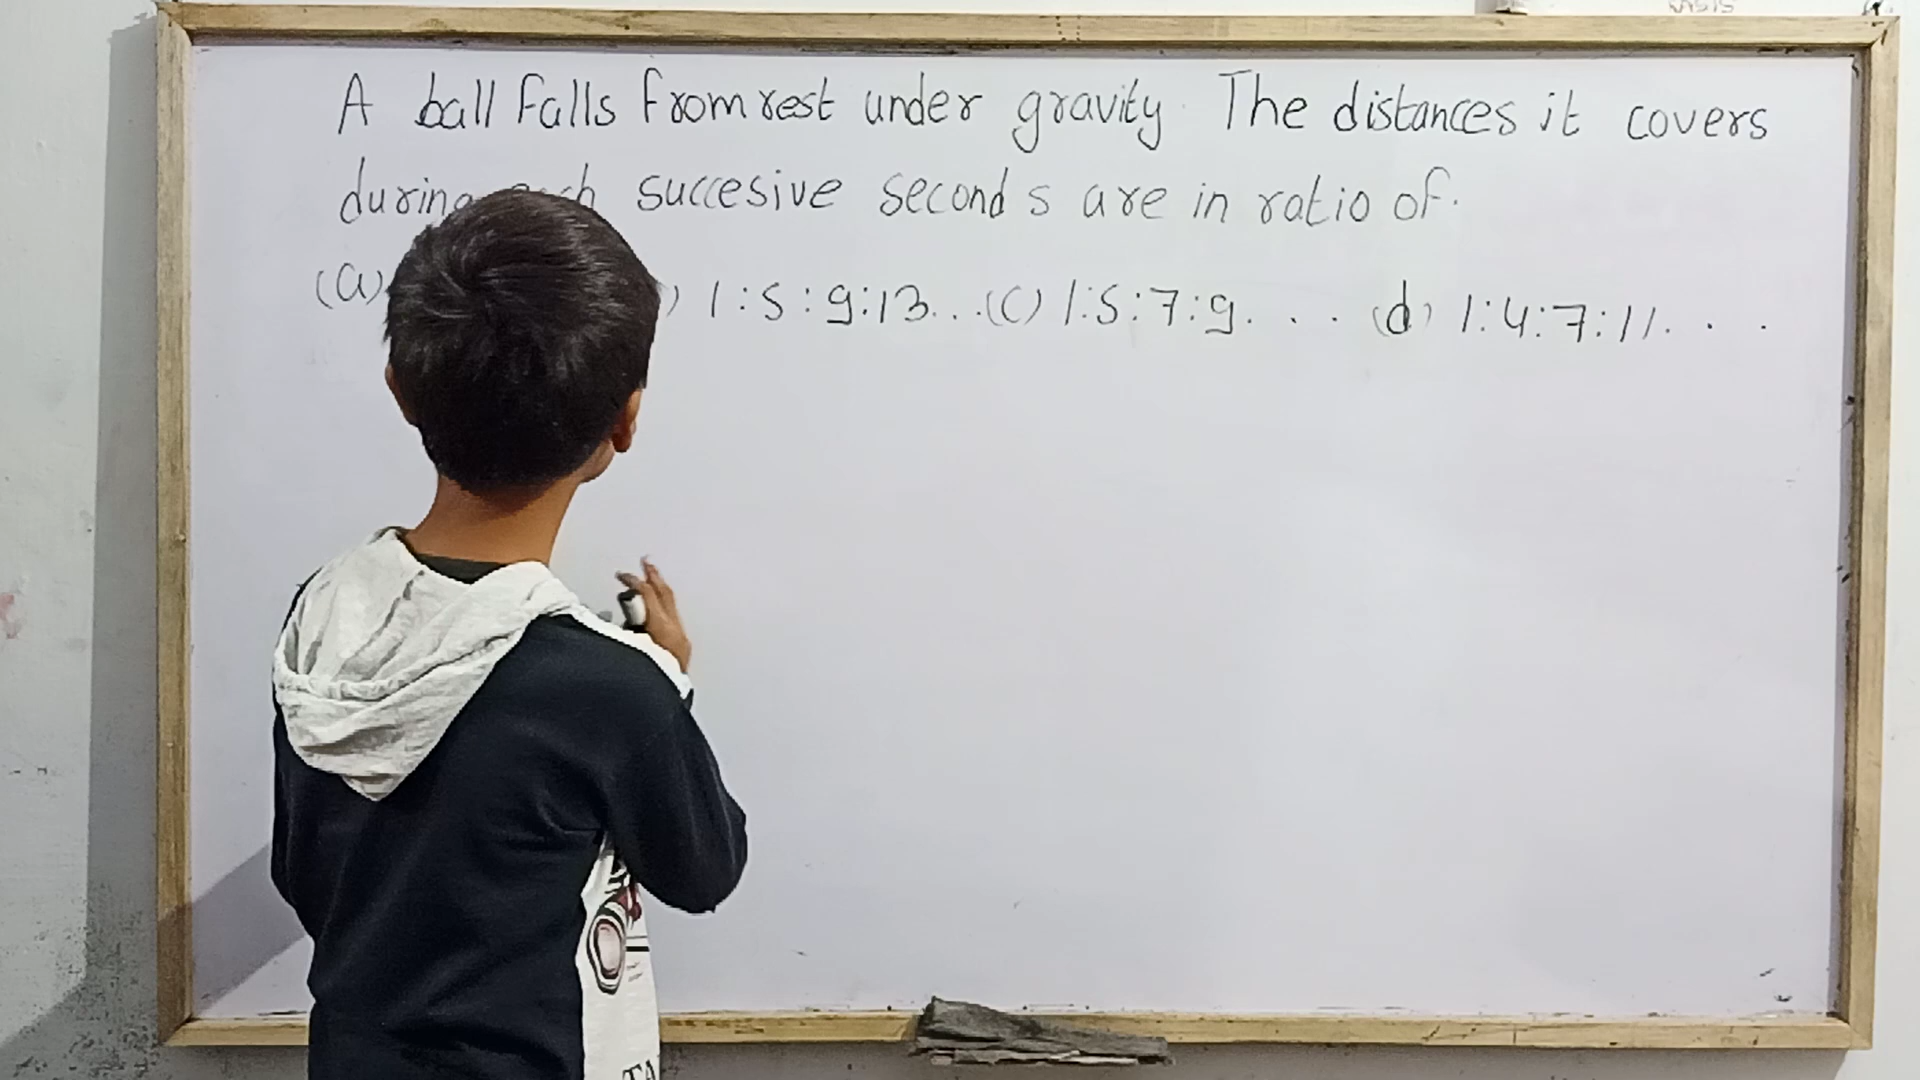 A ball falls from rest under gravity. The distances it covers
during succesive seconds are in ratio of.
(a) ) 1:5:9:13...(c) 1:5:7:9. . . (d) 1:4:7:11. . .
TA